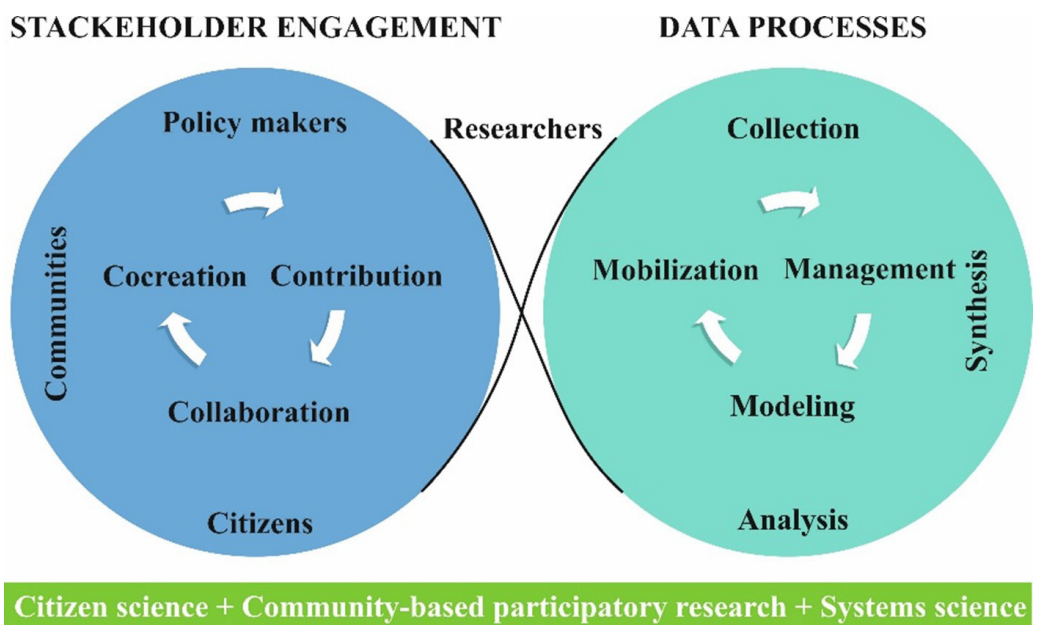 STACKEHOLDER ENGAGEMENT
DATA PROCESSES
Policy makers
Researchers
Collection
Communities
Cocreation
Contribution
Collaboration
Citizens
Mobilization
Management
Synthesis
Modeling
Analysis
Citizen science + Community-based participatory research + Systems science